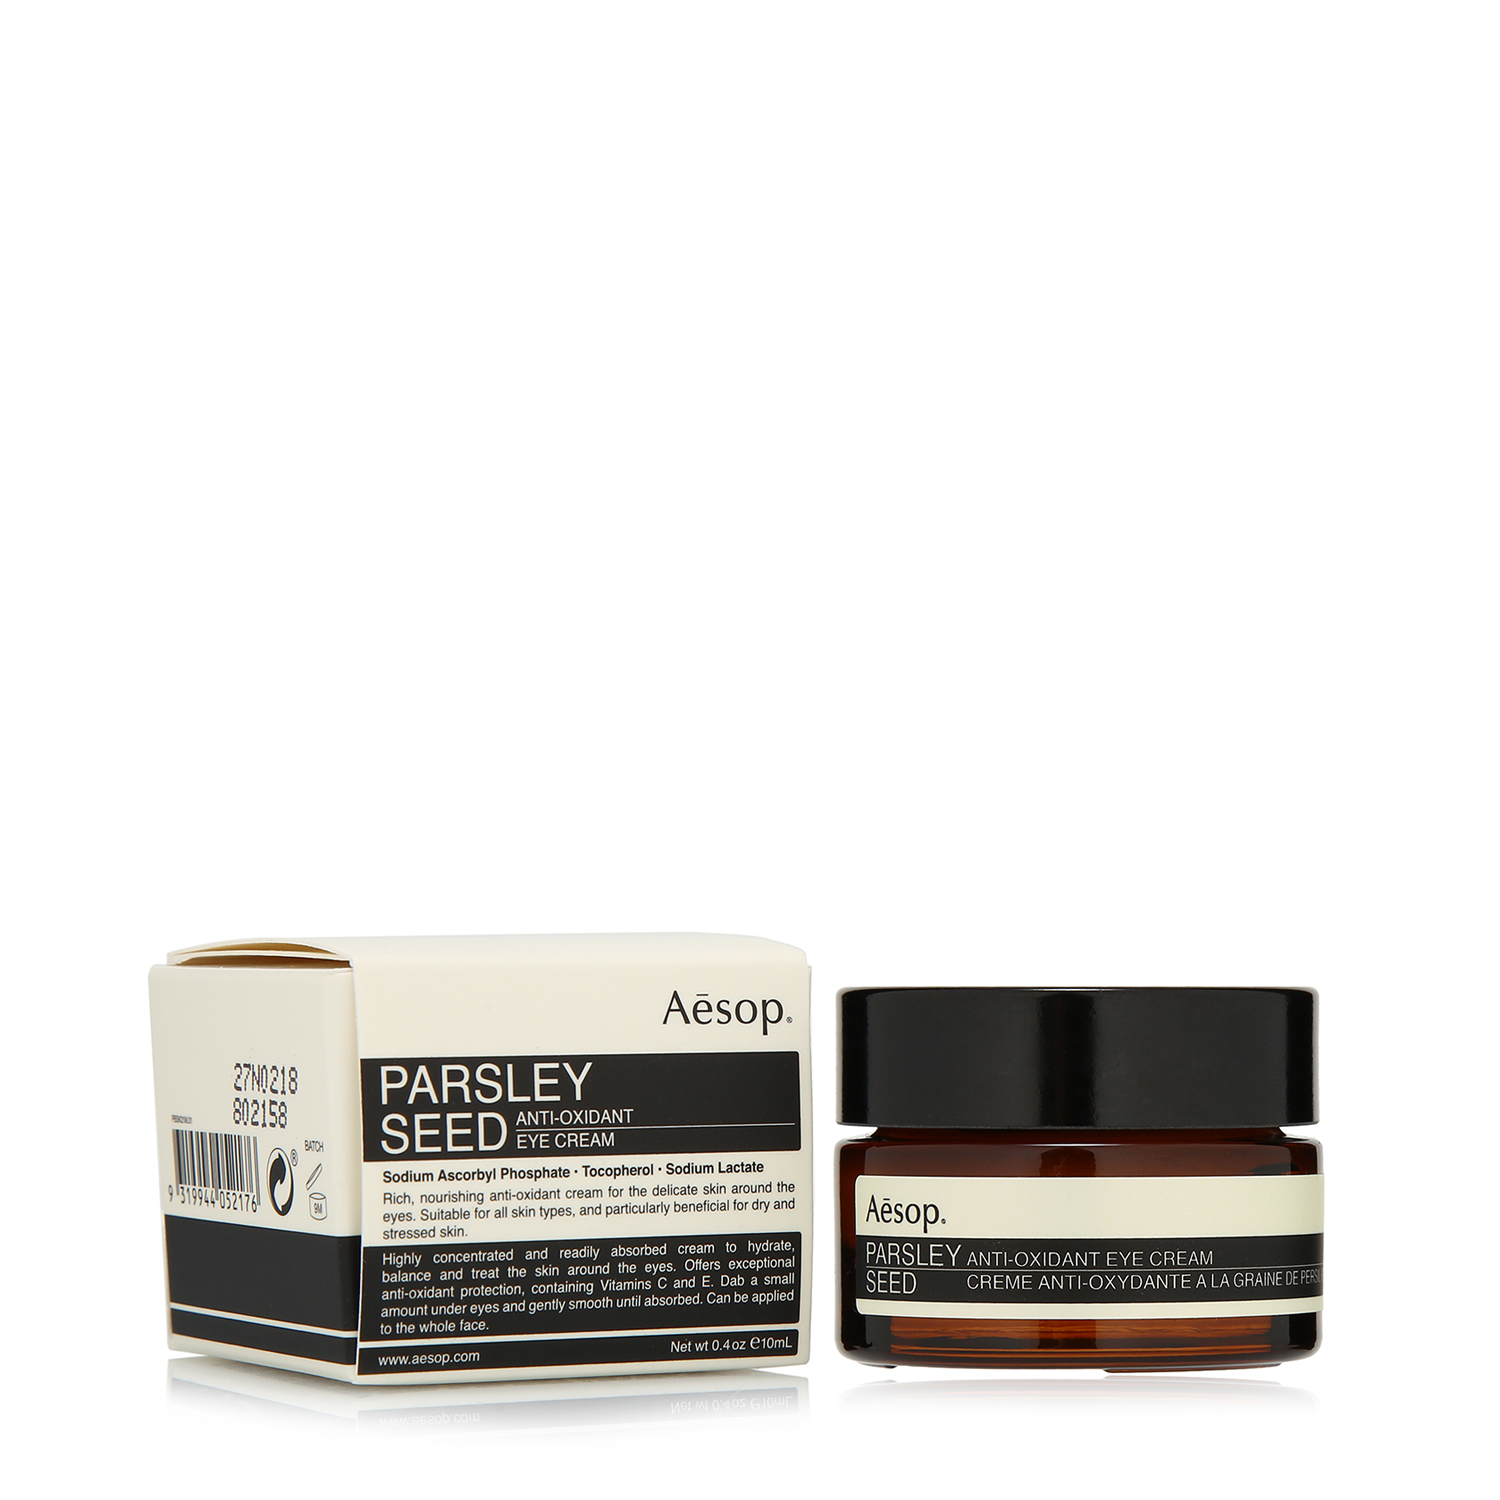 27N0218
802158
BATCH
9 319944 052176
9M
Aēsop®
PARSLEY
SEED
ANTI-OXIDANT
EYE CREAM
Sodium Ascorbyl Phosphate · Tocopherol · Sodium Lactate
Rich, nourishing anti-oxidant cream for the delicate skin around the
eyes. Suitable for all skin types, and particularly beneficial for dry and
stressed skin.
Highly concentrated and readily absorbed cream to hydrate,
balance and treat the skin around the eyes. Offers exceptional
anti-oxidant protection, containing Vitamins C and E. Dab a small
amount under eyes and gently smooth until absorbed. Can be applied
to the whole face.
www.aesop.com
Net wt 0.4 oz ℮10mL
Aēsop®
PARSLEY
SEED
ANTI-OXIDANT EYE CREAM
CREME ANTI-OXYDANTE A LA GRAINE DE